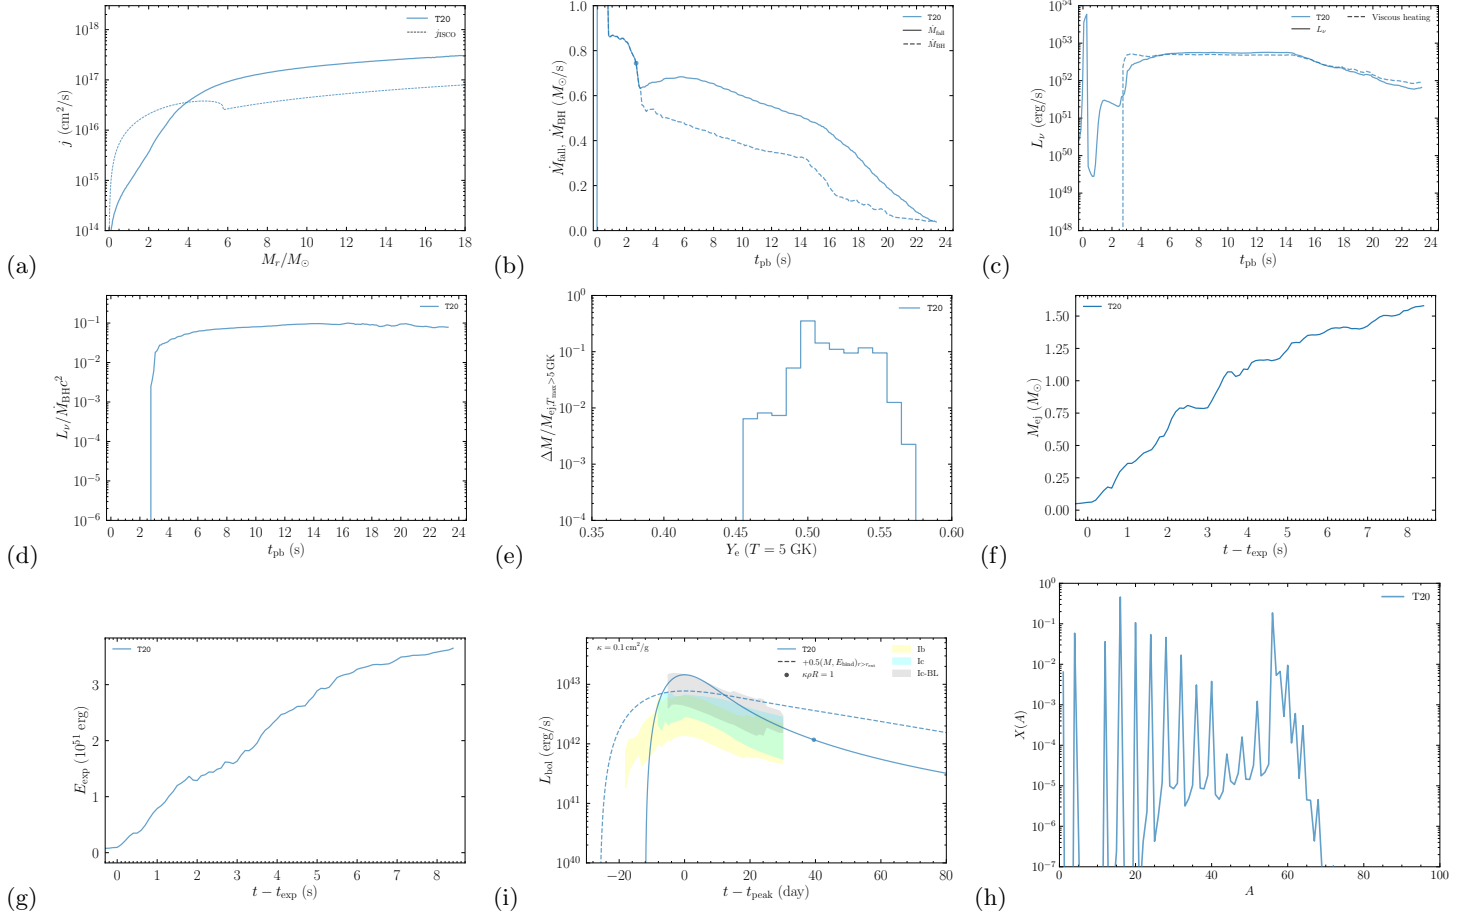 T20
j_ISCO
10^18
10^17
10^16
10^15
10^14
j (cm^2/s)
0 2 4 6 8 10 12 14 16 18
M_r/M_⊙
(a)
T20
Ṁ_fall
Ṁ_BH
1.0
0.8
0.6
0.4
0.2
0.0
Ṁ_fall, Ṁ_BH (M_⊙/s)
0 2 4 6 8 10 12 14 16 18 20 22 24
t_pb (s)
(b)
T20
L_ν
Viscous heating
10^54
10^53
10^52
10^51
10^50
10^49
10^48
L_ν (erg/s)
0 2 4 6 8 10 12 14 16 18 20 22 24
t_pb (s)
(c)
T20
10^0
10^-1
10^-2
10^-3
10^-4
10^-5
10^-6
L_ν/Ṁ_BH c^2
0 2 4 6 8 10 12 14 16 18 20 22 24
t_pb (s)
(d)
T20
10^0
10^-1
10^-2
10^-3
10^-4
ΔM/M_ej,T_max>5 GK
0.35 0.40 0.45 0.50 0.55 0.60
Y_e (T = 5 GK)
(e)
T20
1.50
1.25
1.00
0.75
0.50
0.25
0.00
M_ej (M_⊙)
0 1 2 3 4 5 6 7 8
t − t_exp (s)
(f)
T20
3
2
1
0
E_exp (10^51 erg)
0 1 2 3 4 5 6 7 8
t − t_exp (s)
(g)
κ = 0.1 cm^2/g
T20
+0.5(M, E_bind)_r>r_out
κρR = 1
Ib
Ic
Ic-BL
10^43
10^42
10^41
10^40
L_bol (erg/s)
−20 0 20 40 60 80
t − t_peak (day)
(i)
T20
10^0
10^-1
10^-2
10^-3
10^-4
10^-5
10^-6
10^-7
X(A)
0 20 40 60 80 100
A
(h)